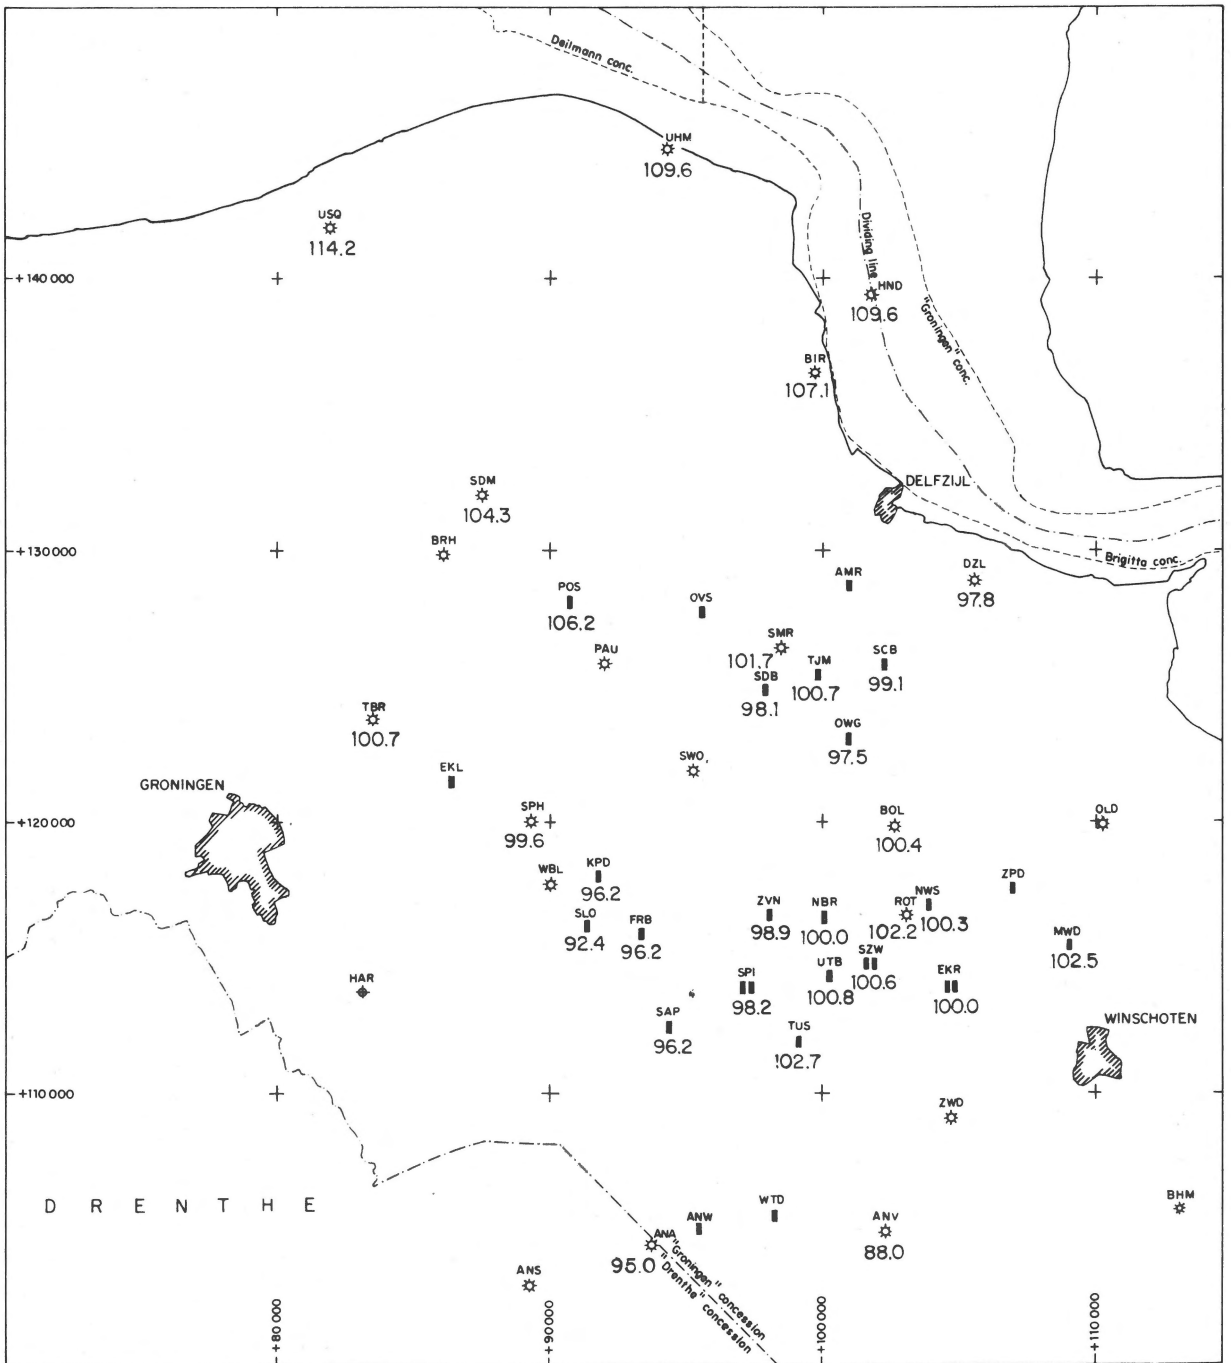 Deilmann conc.
UHM
109.6
USQ
114.2
Dividing line
+140 000
HND
109.6
"Groningen" conc.
BIR
107.1
SDM
104.3
DELFZIJL
BRH
+130 000
Brigitta conc.
DZL
97.8
AMR
POS
106.2
OVS
SMR
101.7
PAU
TJM
100.7
SCB
99.1
SDB
98.1
TBR
100.7
OWG
97.5
EKL
SWO
GRONINGEN
SPH
99.6
+120 000
BOL
100.4
OLD
WBL
KPD
96.2
ZPD
SLO
92.4
FRB
96.2
ZVN
98.9
NBR
100.0
ROT
102.2
NWS
100.3
MWD
102.5
HAR
SPI
98.2
UTB
100.8
SZW
100.6
EKR
100.0
SAP
96.2
TUS
102.7
WINSCHOTEN
+110 000
ZWD
DRENTHE
WTD
BHM
ANW
ANV
88.0
ANA
95.0
"Groningen" concession
"Drenthe" concession
ANS
+80 000
+90 000
+100 000
+110 000